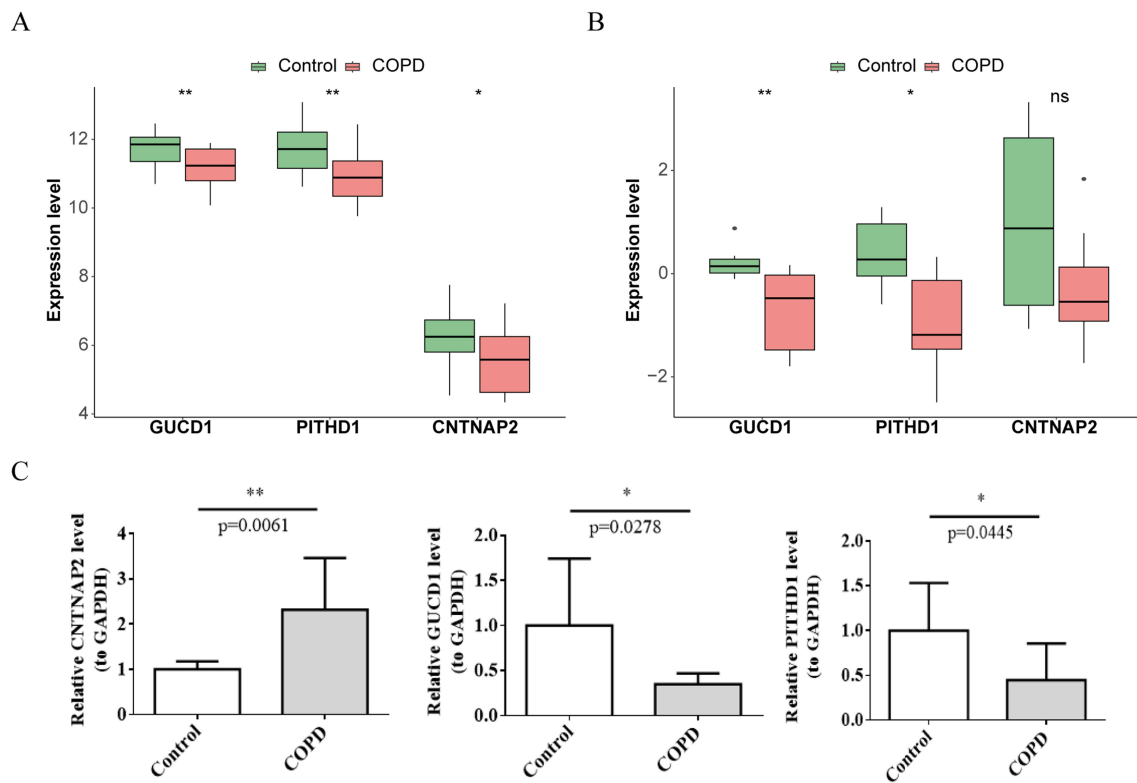 A
Control COPD
Expression level
12
10
8
6
4
** ** *
GUCD1 PITHD1 CNTNAP2
B
Control COPD
Expression level
2
0
−2
** * ns
GUCD1 PITHD1 CNTNAP2
C
Relative CNTNAP2 level
(to GAPDH)
**
p=0.0061
4
3
2
1
0
Control COPD
Relative GUCD1 level
(to GAPDH)
*
p=0.0278
2.0
1.5
1.0
0.5
0.0
Control COPD
Relative PITHD1 level
(to GAPDH)
*
p=0.0445
2.0
1.5
1.0
0.5
0.0
Control COPD